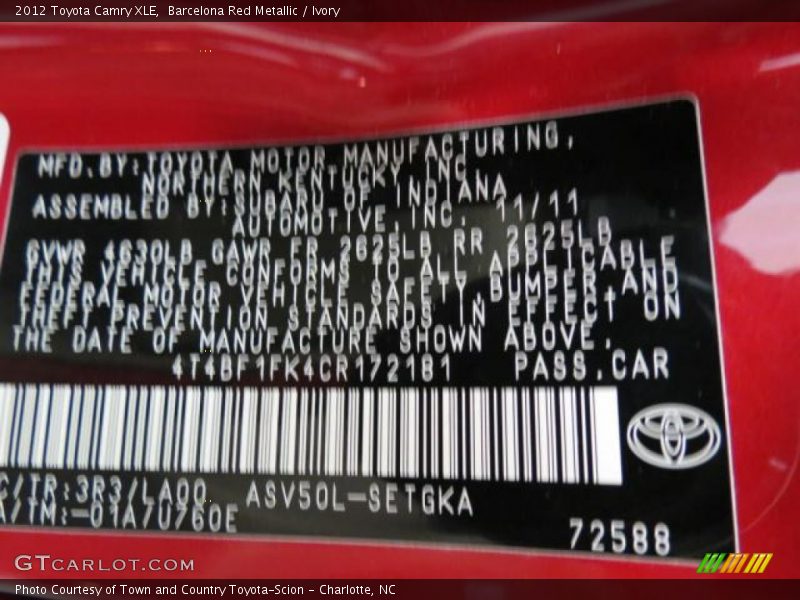 2012 Toyota Camry XLE,  Barcelona Red Metallic / Ivory
MFD.BY:TOYOTA MOTOR MANUFACTURING,
NORTHERN KENTUCKY,INC.
ASSEMBLED BY:SUBARU OF INDIANA
AUTOMOTIVE,INC. 11/11
GVWR 4630LB GAWR FR 2625LB RR 2625LB
THIS VEHICLE CONFORMS TO ALL APPLICABLE
FEDERAL MOTOR VEHICLE SAFETY,BUMPER,AND
THEFT PREVENTION STANDARDS IN EFFECT ON
THE DATE OF MANUFACTURE SHOWN ABOVE.
4T4BF1FK4CR172181 PASS.CAR
C/TR:3R3/LA00 ASV50L-SETGKA
A/TM:-01A/U760E
72588
GTCARLOT.COM
Photo Courtesy of Town and Country Toyota-Scion - Charlotte, NC